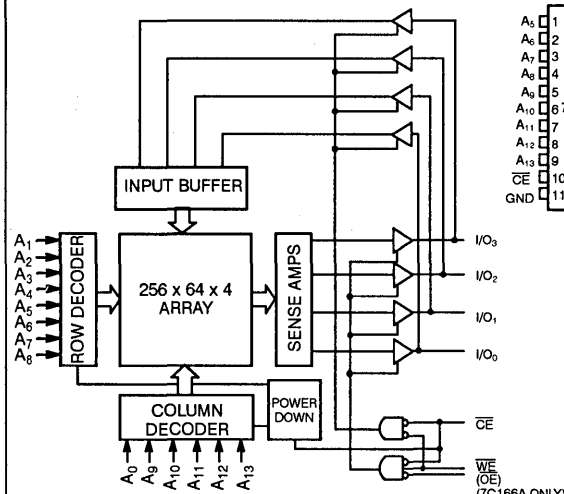 INPUT BUFFER
A1
A2
A3
A4
A5
A6
A7
A8
ROW DECODER
256 x 64 x 4
ARRAY
SENSE AMPS
I/O3
I/O2
I/O1
I/O0
COLUMN
DECODER
POWER
DOWN
A0
A9
A10
A11
A12
A13
CE
WE
(OE)
(7C166A ONLY)
A5 1
A6 2
A7 3
A8 4
A9 5
A10 6 7
A11 7
A12 8
A13 9
CE 10
GND 11